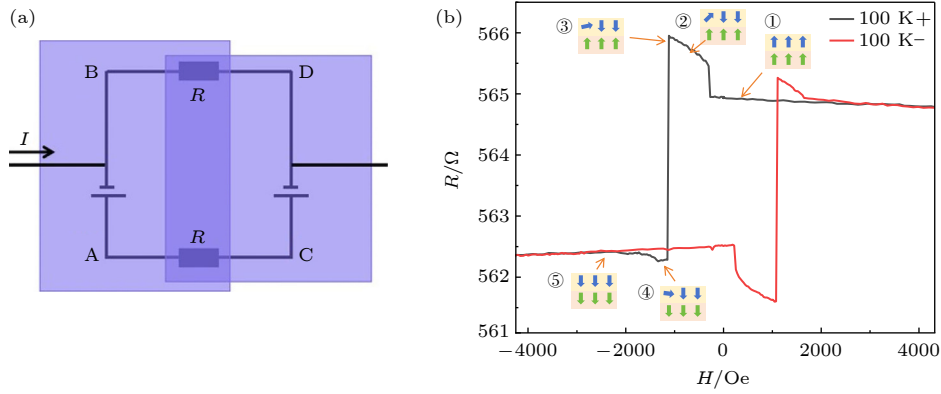 (a)
B
D
R
I
R
A
C
(b)
③
②
①
100 K+
100 K−
566
565
564
563
562
561
R/Ω
⑤
④
−4000
−2000
0
2000
4000
H/Oe